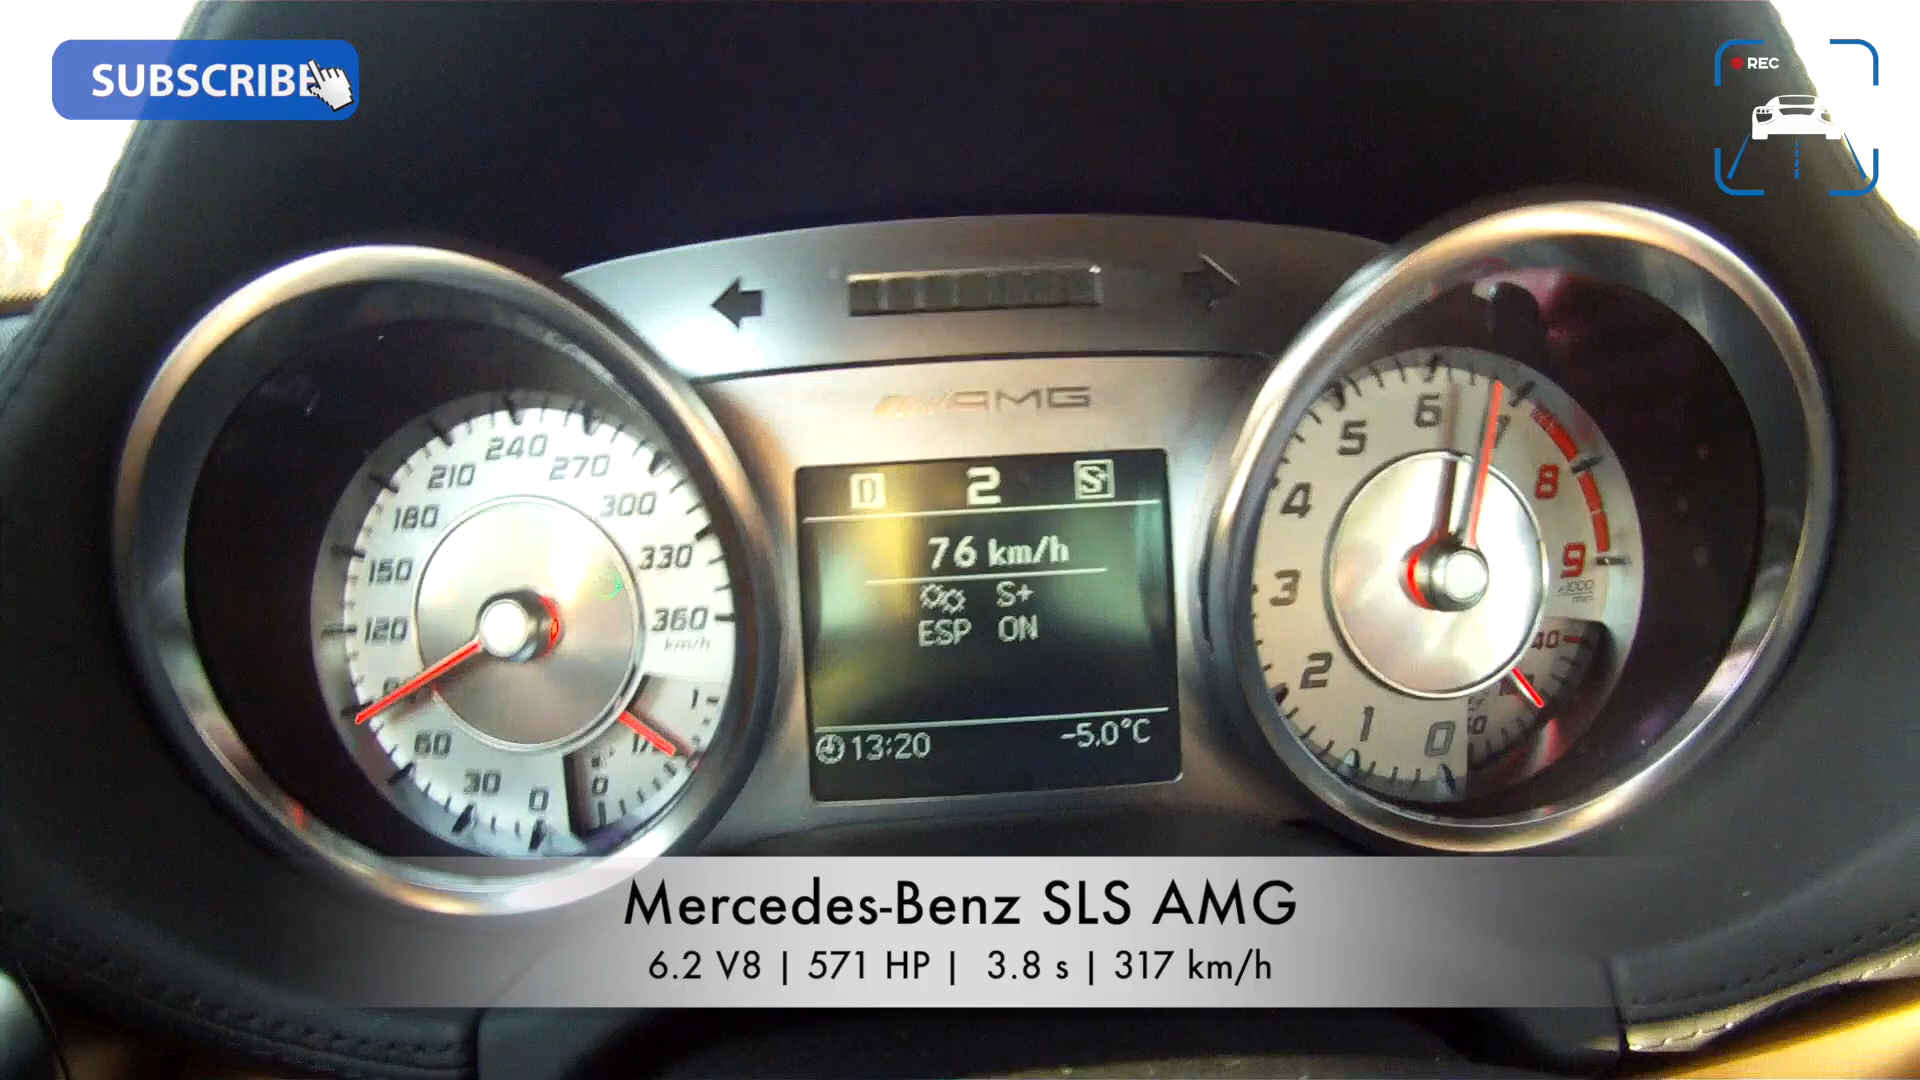 SUBSCRIBE
REC
AMG
D 2 S+
76 km/h
S+
ESP ON
13:20 -5.0°C
0 30 60 120 150 180 210 240 270 300 330 360
km/h
0 1
0 1 2 3 4 5 6 7 8 9
Mercedes-Benz SLS AMG
6.2 V8 | 571 HP | 3.8 s | 317 km/h